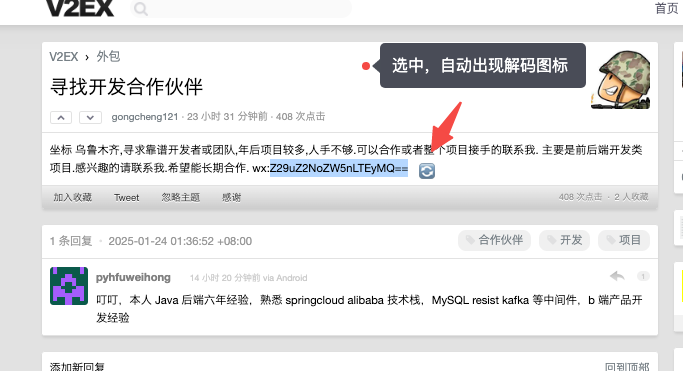 V2EX
首页
V2EX › 外包
选中，自动出现解码图标
寻找开发合作伙伴
gongcheng121 · 23 小时 31 分钟前 · 408 次点击
坐标 乌鲁木齐,寻求靠谱开发者或团队,年后项目较多,人手不够.可以合作或者整个项目接手的联系我. 主要是前后端开发类
项目.感兴趣的请联系我.希望能长期合作. wx:Z29uZ2NoZW5nLTEyMQ==
加入收藏 Tweet 忽略主题 感谢 408 次点击 · 2 人收藏
1 条回复 · 2025-01-24 01:36:52 +08:00 合作伙伴 开发 项目
pyhfuweihong 14 小时 20 分钟前 via Android 1
叮叮，本人 Java 后端六年经验，熟悉 springcloud alibaba 技术栈，MySQL resist kafka 等中间件，b 端产品开
发经验
添加新回复 回到顶部